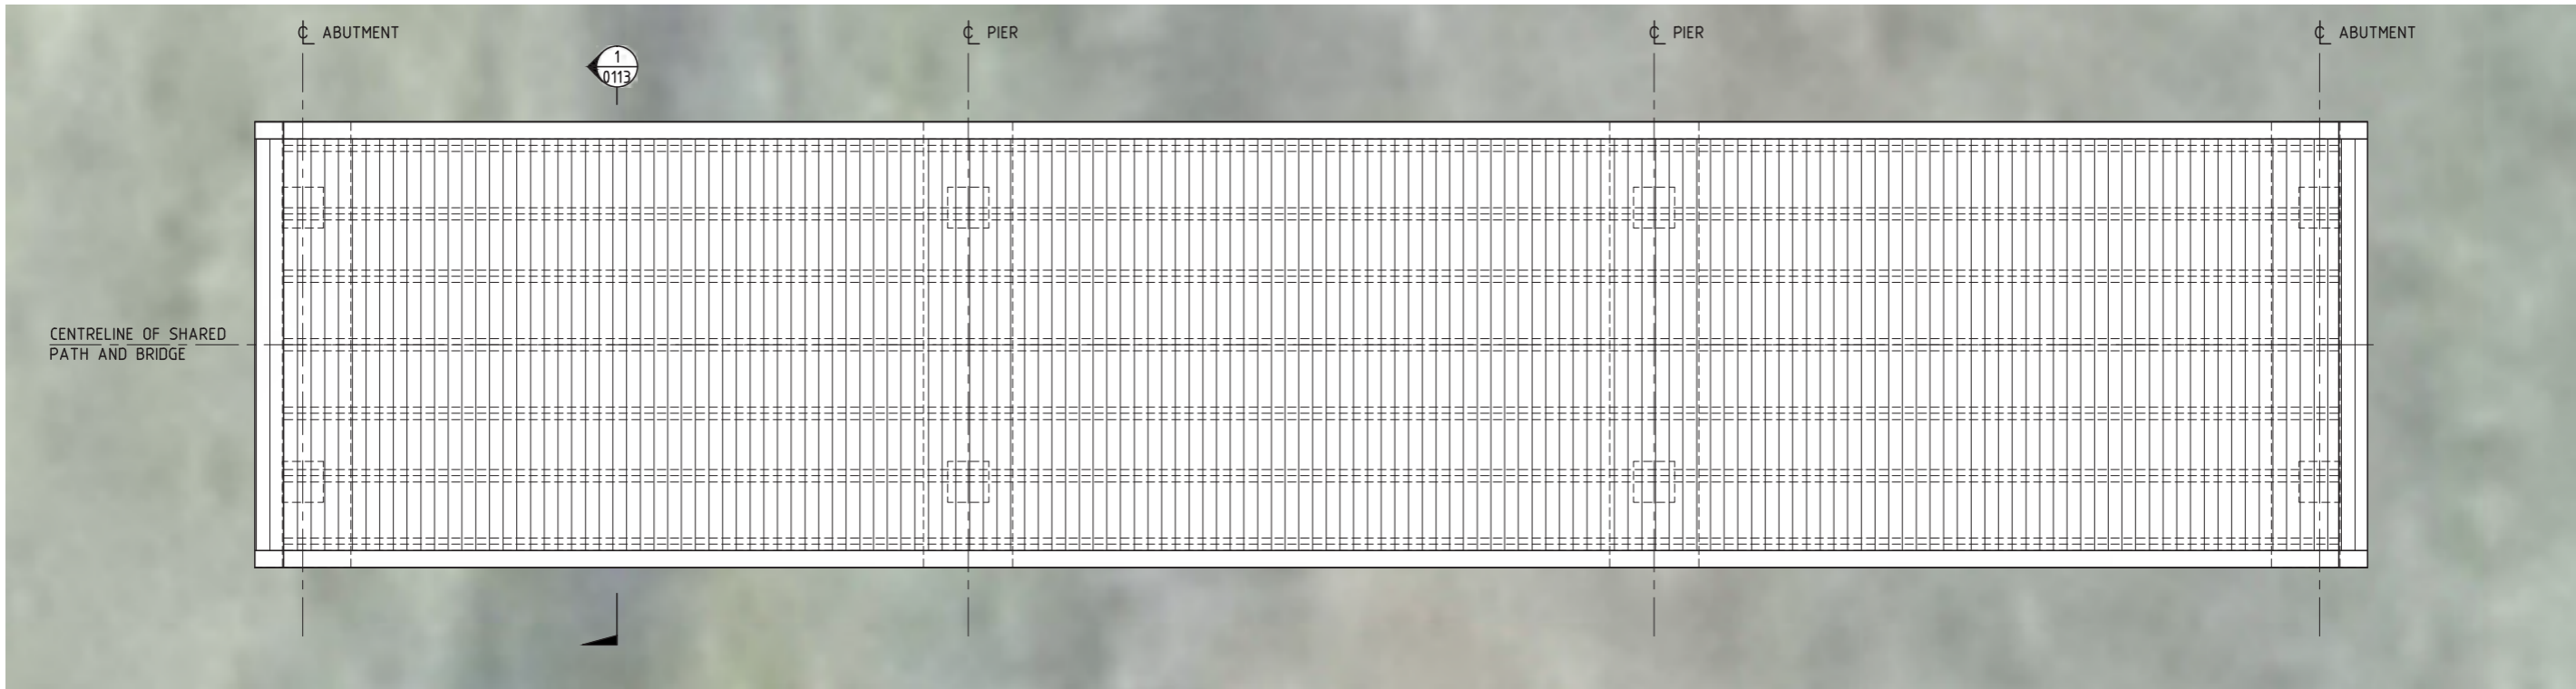 ℄ ABUTMENT
1
0113
℄ PIER
℄ PIER
℄ ABUTMENT
CENTRELINE OF SHARED
PATH AND BRIDGE